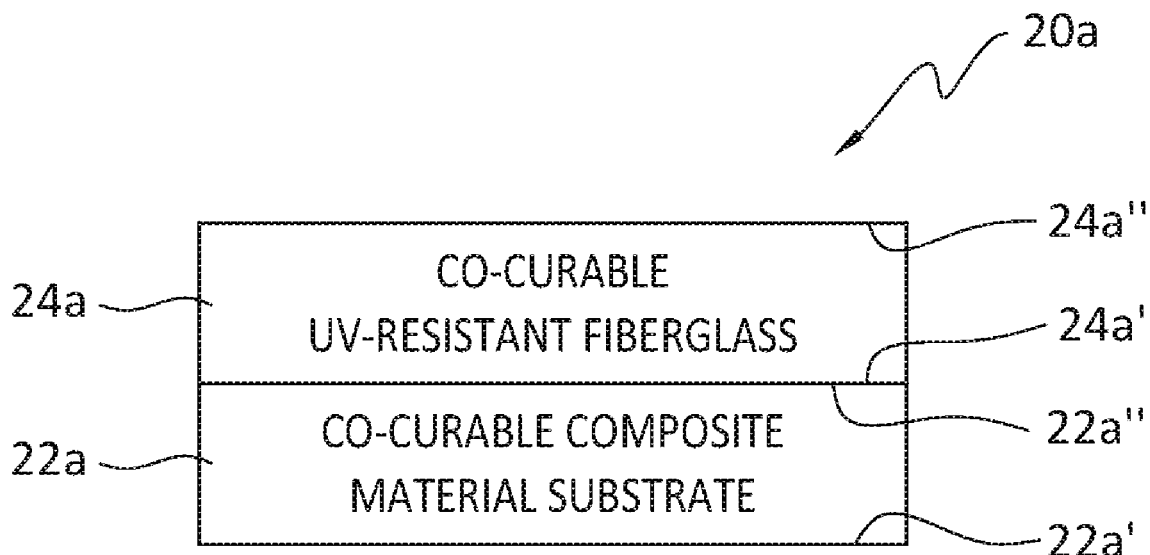 20a
24a"
CO-CURABLE
24a
UV-RESISTANT FIBERGLASS
24a'
22a"
CO-CURABLE COMPOSITE
22a
MATERIAL SUBSTRATE
22a'